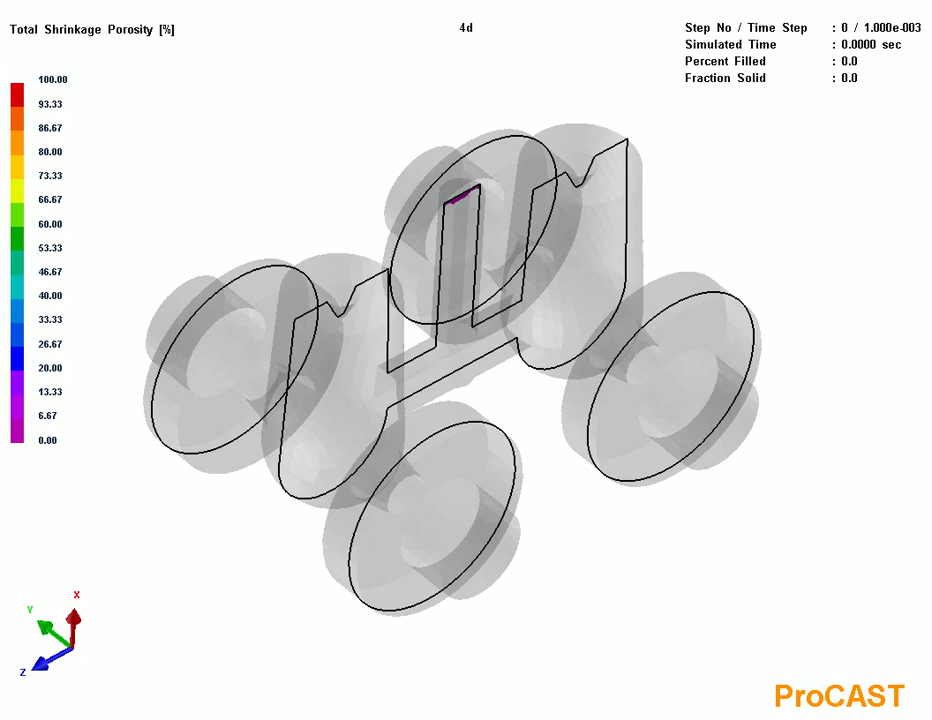 Total Shrinkage Porosity [%]
4d
Step No / Time Step : 0 / 1.000e-003
Simulated Time : 0.0000 sec
Percent Filled : 0.0
Fraction Solid : 0.0
100.00
93.33
86.67
80.00
73.33
66.67
60.00
53.33
46.67
40.00
33.33
26.67
20.00
13.33
6.67
0.00
X
Y
Z
ProCAST